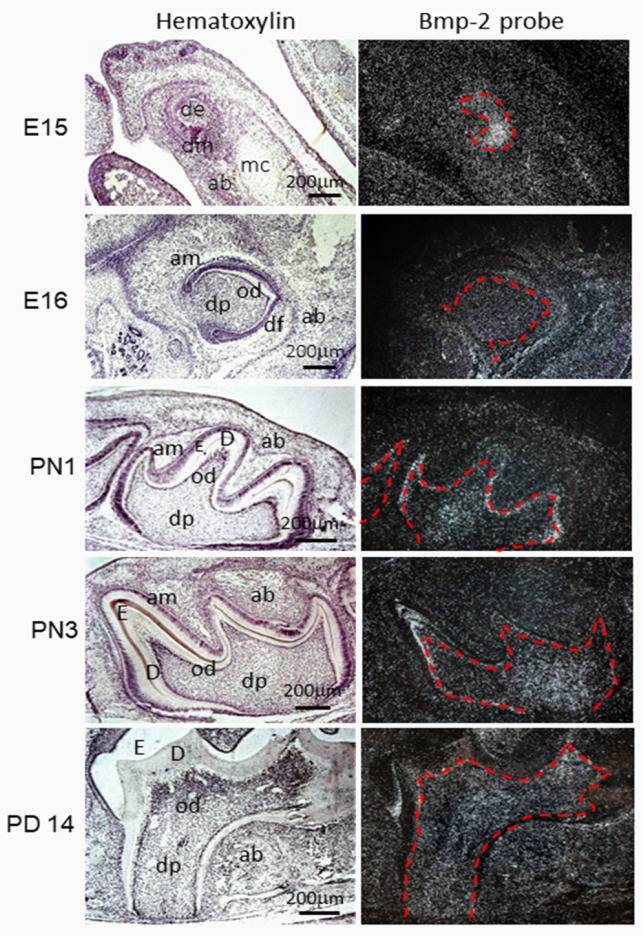 Hematoxylin Bmp-2 probe
E15
de
dm
mc
ab
200μm
E16
am
od
dp
ab
df
200μm
PN1
am E D ab
od
dp
200μm
PN3
am ab
E
D od
dp
200μm
PD 14
E D
od
dp ab
200μm